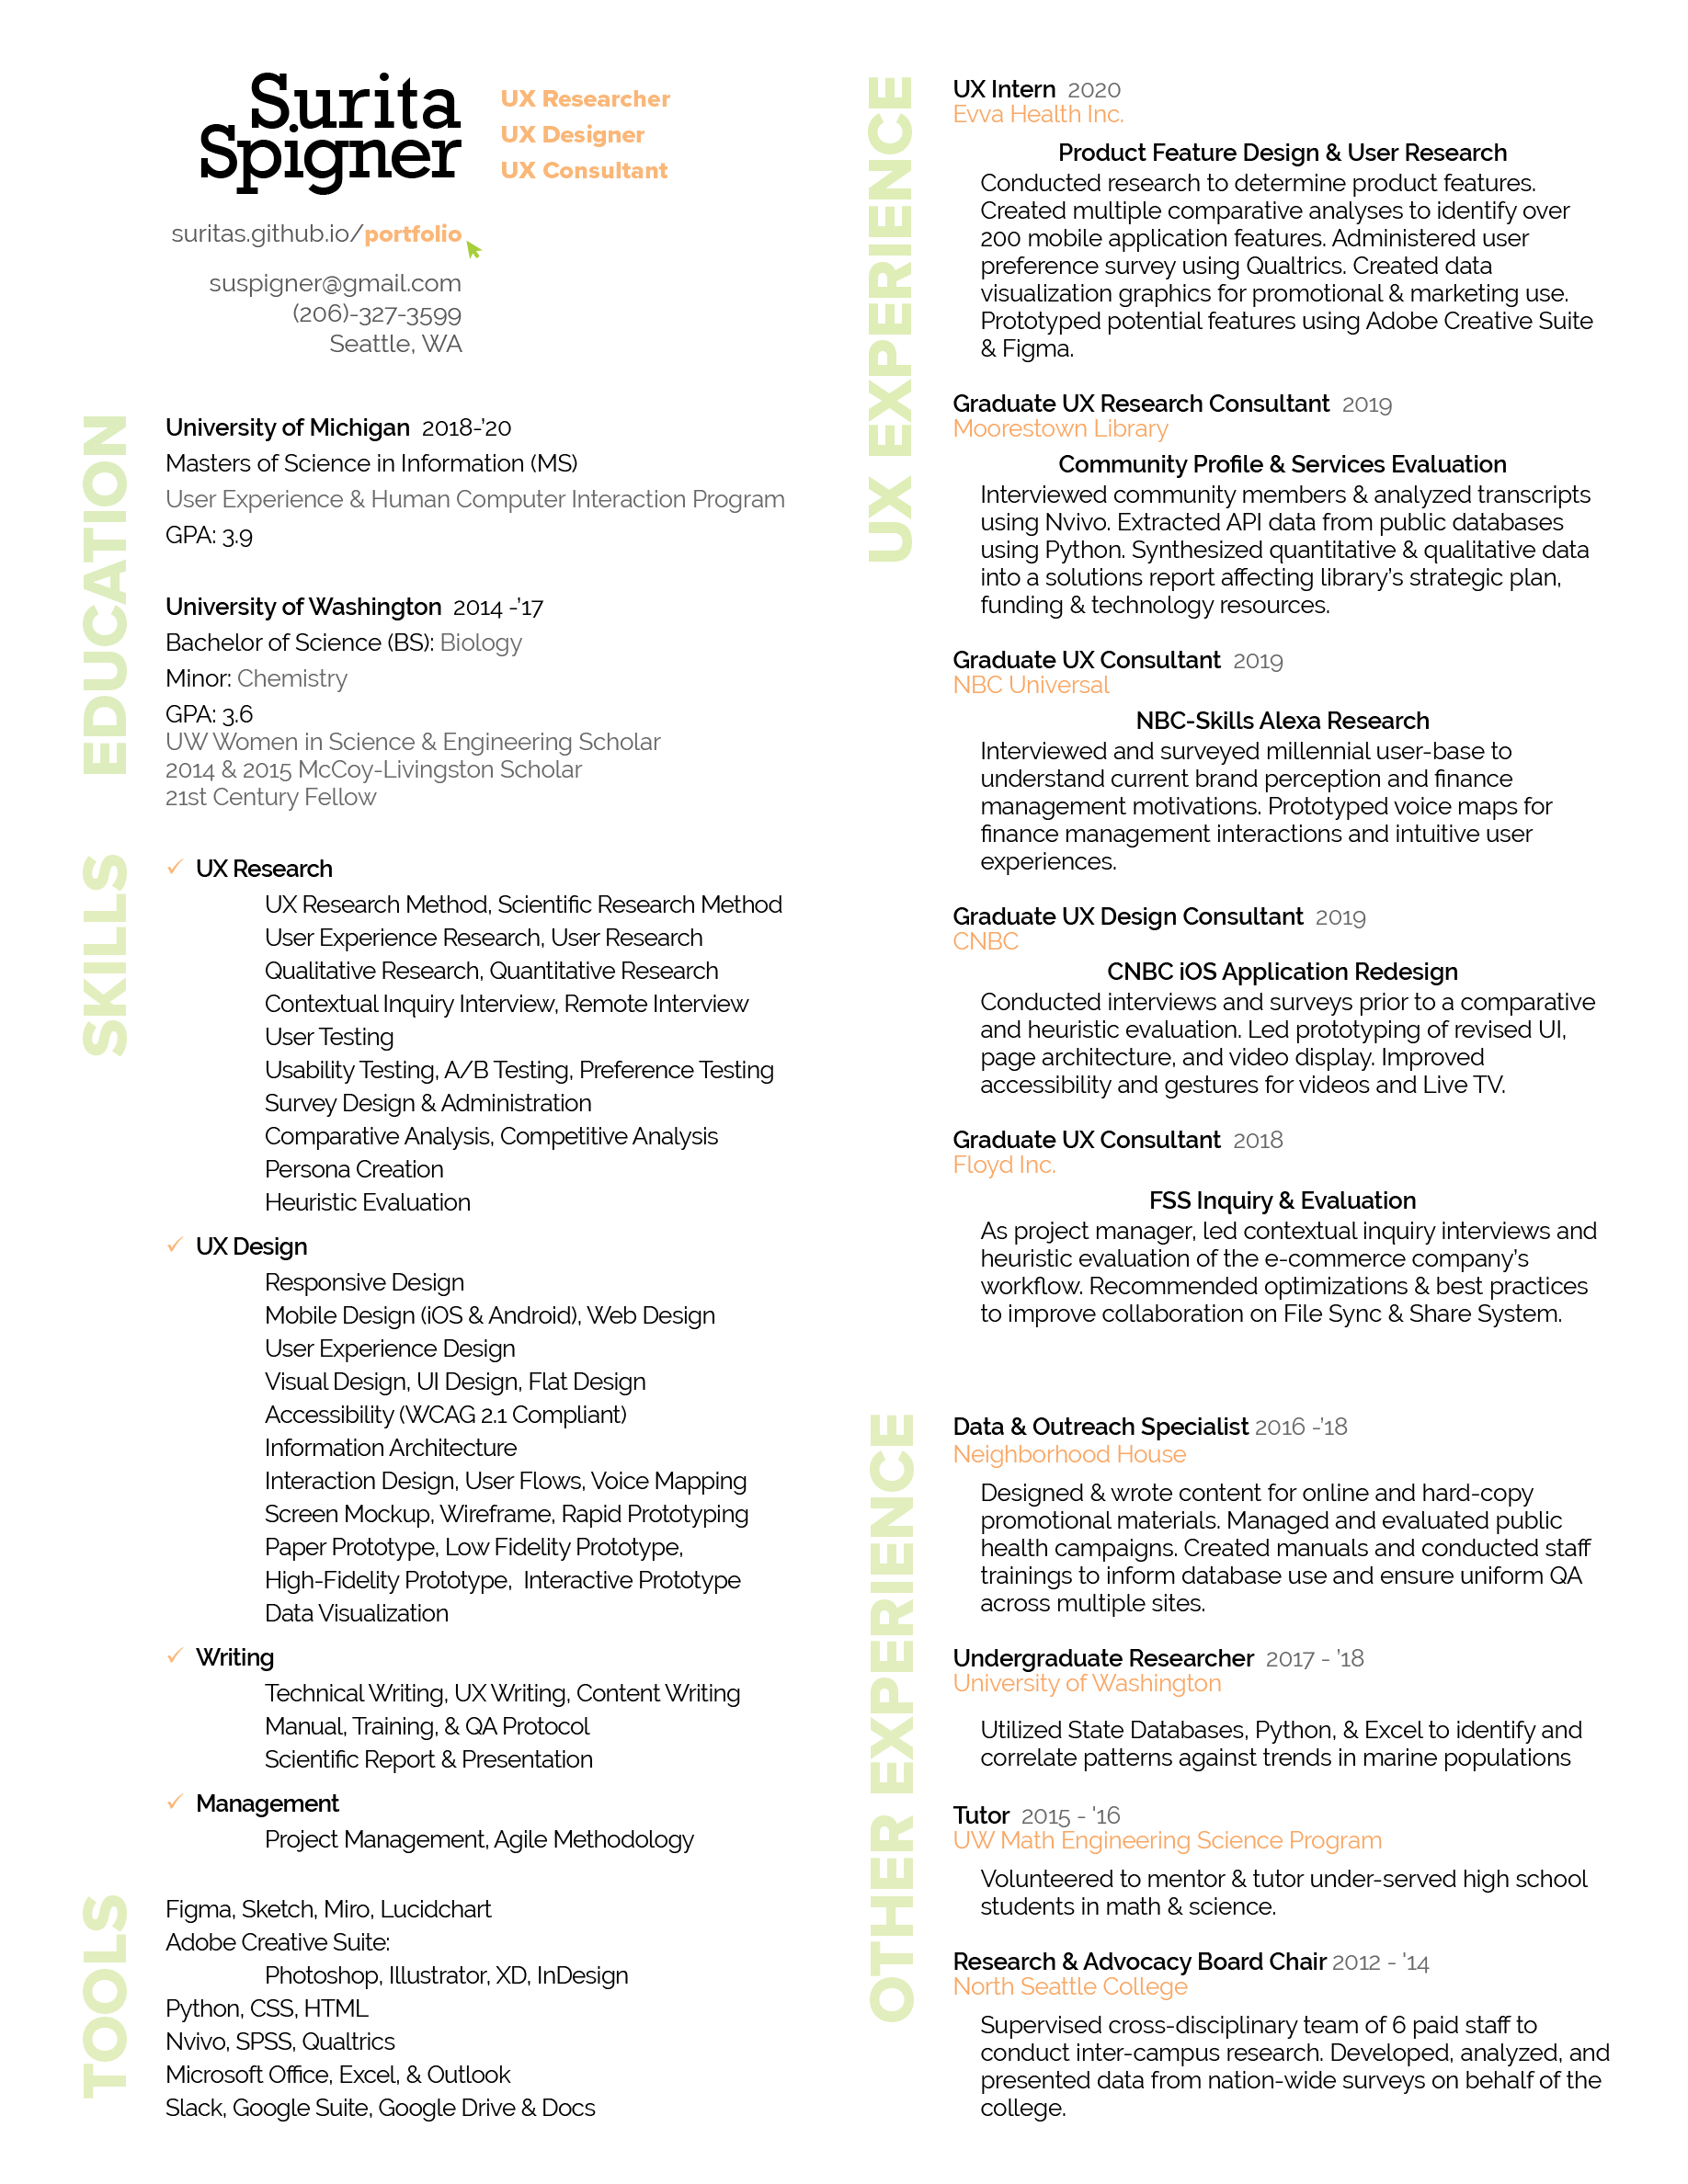 Surita
Spigner
UX Researcher
UX Designer
UX Consultant
suritas.github.io/portfolio
suspigner@gmail.com
(206)-327-3599
Seattle, WA
EDUCATION
University of Michigan 2018-’20
Masters of Science in Information (MS)
User Experience & Human Computer Interaction Program
GPA: 3.9
University of Washington 2014 -’17
Bachelor of Science (BS): Biology
Minor: Chemistry
GPA: 3.6
UW Women in Science & Engineering Scholar
2014 & 2015 McCoy-Livingston Scholar
21st Century Fellow
SKILLS
✓ UX Research
UX Research Method, Scientific Research Method
User Experience Research, User Research
Qualitative Research, Quantitative Research
Contextual Inquiry Interview, Remote Interview
User Testing
Usability Testing, A/B Testing, Preference Testing
Survey Design & Administration
Comparative Analysis, Competitive Analysis
Persona Creation
Heuristic Evaluation
✓ UX Design
Responsive Design
Mobile Design (iOS & Android), Web Design
User Experience Design
Visual Design, UI Design, Flat Design
Accessibility (WCAG 2.1 Compliant)
Information Architecture
Interaction Design, User Flows, Voice Mapping
Screen Mockup, Wireframe, Rapid Prototyping
Paper Prototype, Low Fidelity Prototype,
High-Fidelity Prototype, Interactive Prototype
Data Visualization
✓ Writing
Technical Writing, UX Writing, Content Writing
Manual, Training, & QA Protocol
Scientific Report & Presentation
✓ Management
Project Management, Agile Methodology
TOOLS
Figma, Sketch, Miro, Lucidchart
Adobe Creative Suite:
Photoshop, Illustrator, XD, InDesign
Python, CSS, HTML
Nvivo, SPSS, Qualtrics
Microsoft Office, Excel, & Outlook
Slack, Google Suite, Google Drive & Docs
UX EXPERIENCE
UX Intern 2020
Evva Health Inc.
Product Feature Design & User Research
Conducted research to determine product features.
Created multiple comparative analyses to identify over
200 mobile application features. Administered user
preference survey using Qualtrics. Created data
visualization graphics for promotional & marketing use.
Prototyped potential features using Adobe Creative Suite
& Figma.
Graduate UX Research Consultant 2019
Moorestown Library
Community Profile & Services Evaluation
Interviewed community members & analyzed transcripts
using Nvivo. Extracted API data from public databases
using Python. Synthesized quantitative & qualitative data
into a solutions report affecting library’s strategic plan,
funding & technology resources.
Graduate UX Consultant 2019
NBC Universal
NBC-Skills Alexa Research
Interviewed and surveyed millennial user-base to
understand current brand perception and finance
management motivations. Prototyped voice maps for
finance management interactions and intuitive user
experiences.
Graduate UX Design Consultant 2019
CNBC
CNBC iOS Application Redesign
Conducted interviews and surveys prior to a comparative
and heuristic evaluation. Led prototyping of revised UI,
page architecture, and video display. Improved
accessibility and gestures for videos and Live TV.
Graduate UX Consultant 2018
Floyd Inc.
FSS Inquiry & Evaluation
As project manager, led contextual inquiry interviews and
heuristic evaluation of the e-commerce company’s
workflow. Recommended optimizations & best practices
to improve collaboration on File Sync & Share System.
OTHER EXPERIENCE
Data & Outreach Specialist 2016 -’18
Neighborhood House
Designed & wrote content for online and hard-copy
promotional materials. Managed and evaluated public
health campaigns. Created manuals and conducted staff
trainings to inform database use and ensure uniform QA
across multiple sites.
Undergraduate Researcher 2017 - ’18
University of Washington
Utilized State Databases, Python, & Excel to identify and
correlate patterns against trends in marine populations
Tutor 2015 - '16
UW Math Engineering Science Program
Volunteered to mentor & tutor under-served high school
students in math & science.
Research & Advocacy Board Chair 2012 - '14
North Seattle College
Supervised cross-disciplinary team of 6 paid staff to
conduct inter-campus research. Developed, analyzed, and
presented data from nation-wide surveys on behalf of the
college.